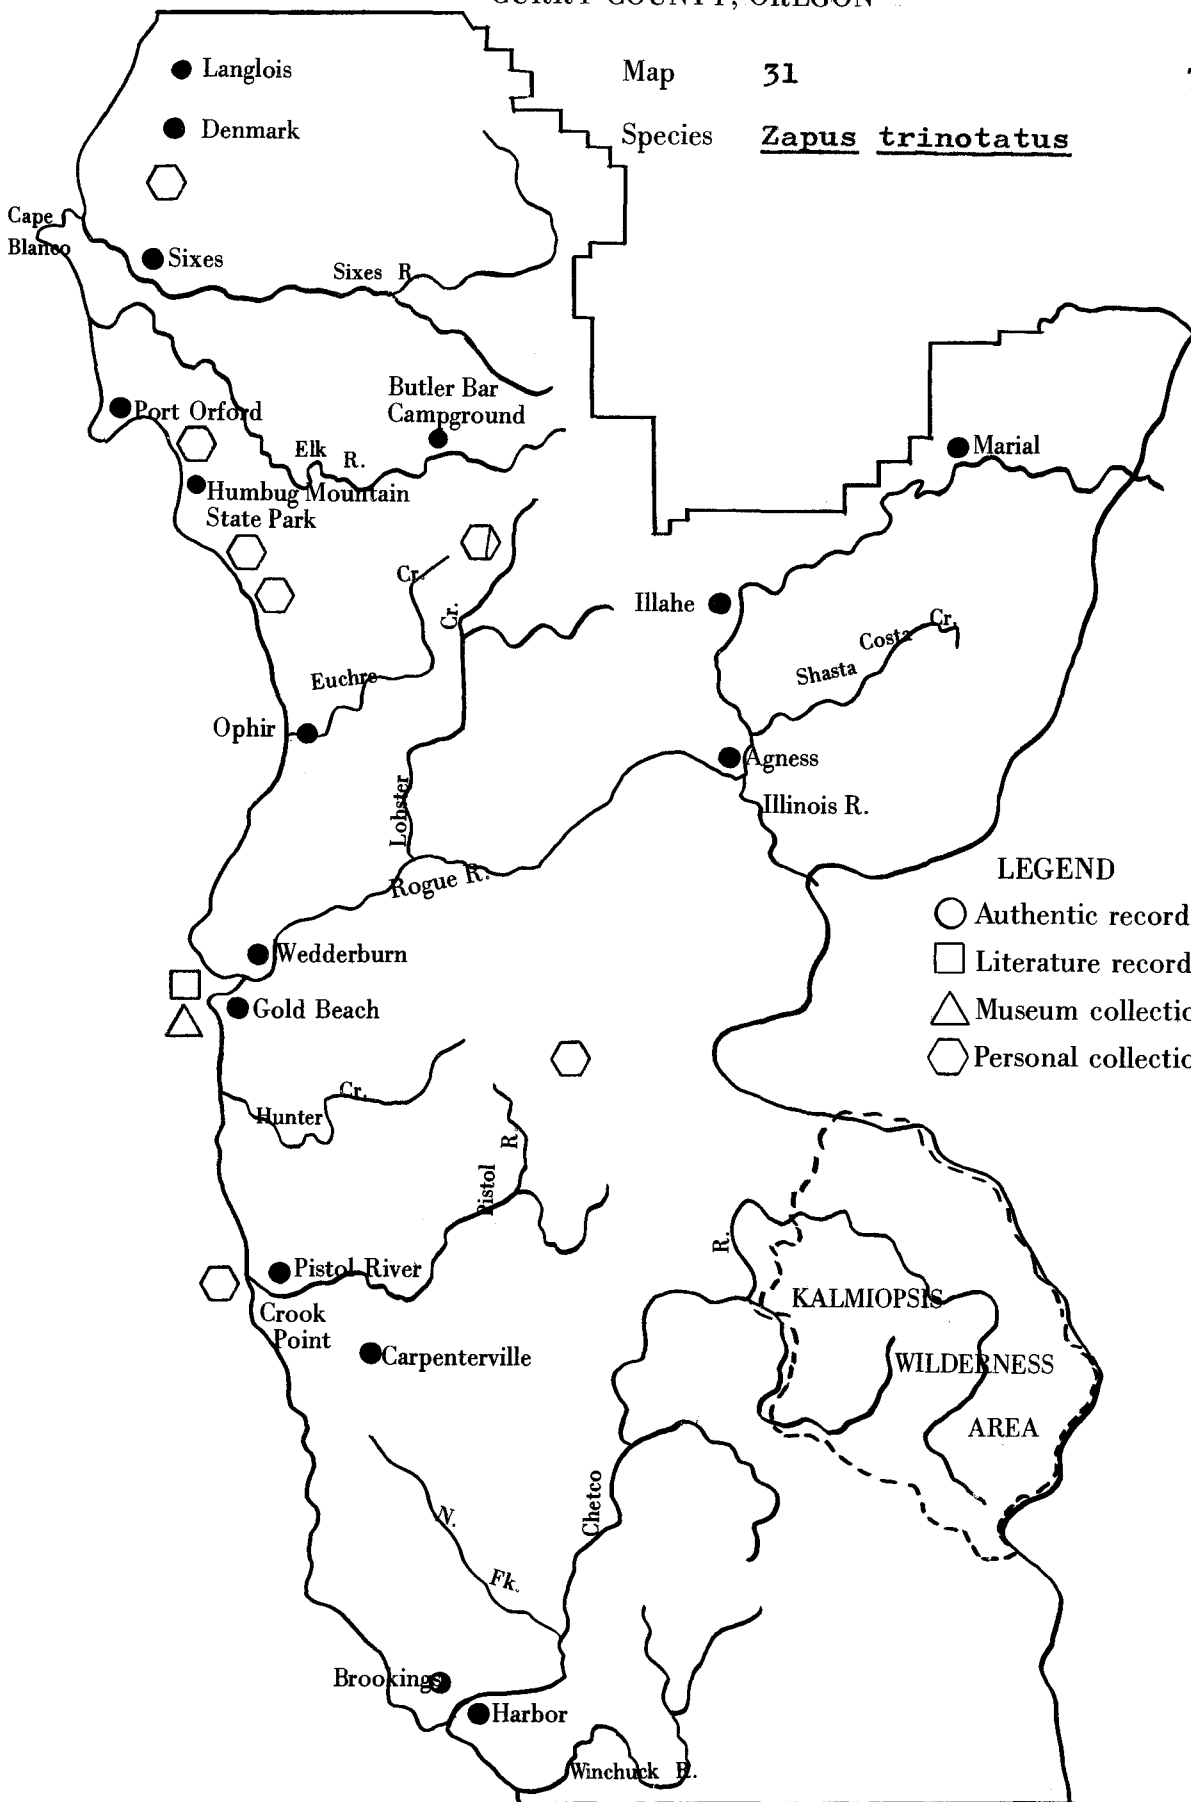 CURRY COUNTY, OREGON
Map 31
Species Zapus trinotatus
Langlois
Denmark
Cape
Blanco
Sixes
Sixes R.
Port Orford
Butler Bar
Campground
Elk R.
Humbug Mountain
State Park
Marial
Cr.
Cr.
Illahe
Shasta Costa Cr.
Euchre
Ophir
Agness
Lobster
Illinois R.
Rogue R.
LEGEND
Authentic record
Literature record
Museum collectio
Personal collectio
Wedderburn
Gold Beach
Hunter Cr.
Pistol R.
R.
Pistol River
Crook
Point
Carpenterville
KALMIOPSIS
WILDERNESS
AREA
Chetco
N.
Fk.
Brookings
Harbor
Winchuck R.